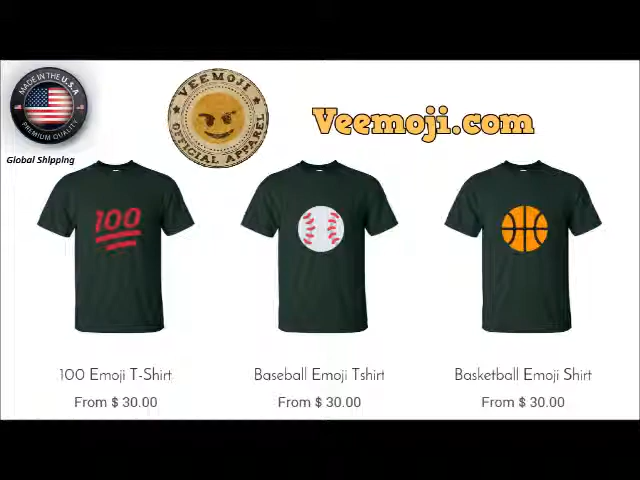 MADE IN THE U.S.A
PREMIUM QUALITY
Global Shipping
VEEMOJI
OFFICIAL APPAREL
Veemoji.com
100
100 Emoji T-Shirt
From $ 30.00
Baseball Emoji Tshirt
From $ 30.00
Basketball Emoji Shirt
From $ 30.00